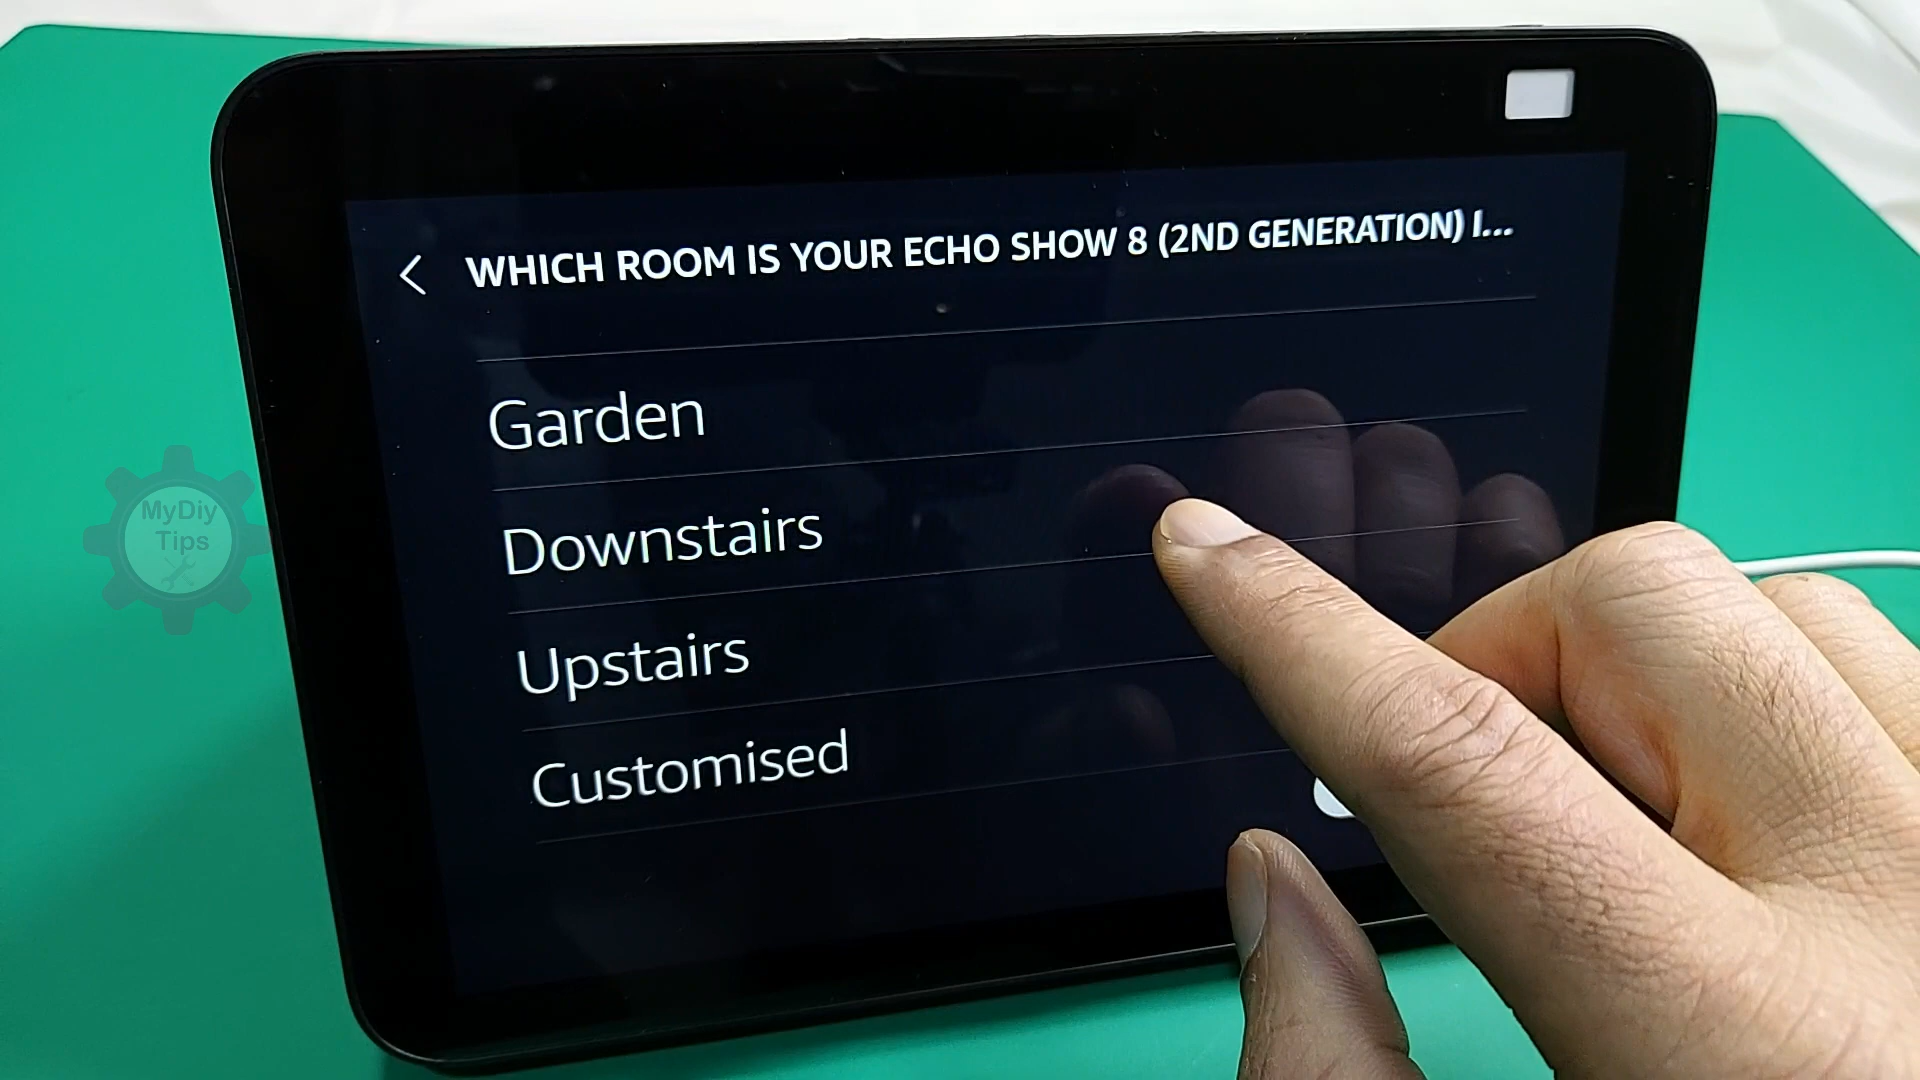 WHICH ROOM IS YOUR ECHO SHOW 8 (2ND GENERATION) I...
Garden
Downstairs
Upstairs
Customised
MyDiy
Tips